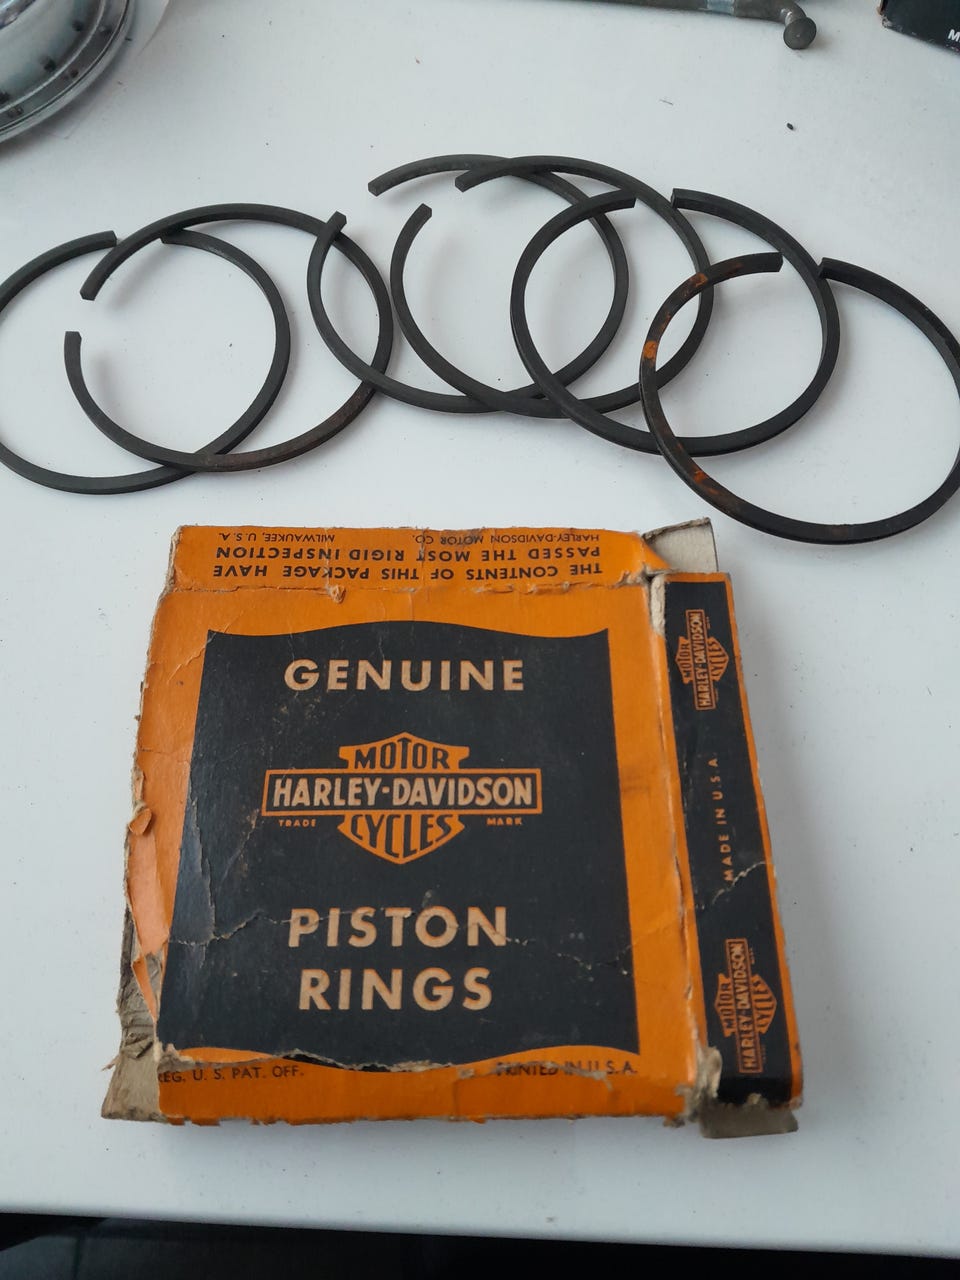 M
THE CONTENTS OF THIS PACKAGE HAVE
PASSED THE MOST RIGID INSPECTION
HARLEY-DAVIDSON MOTOR CO. MILWAUKEE, U.S.A.
GENUINE
MOTOR
HARLEY-DAVIDSON
TRADE MARK
CYCLES
PISTON
RINGS
REG. U. S. PAT. OFF. PRINTED IN U.S.A.
MOTOR
HARLEY-DAVIDSON
CYCLES
MADE IN U.S.A.
MOTOR
HARLEY-DAVIDSON
CYCLES